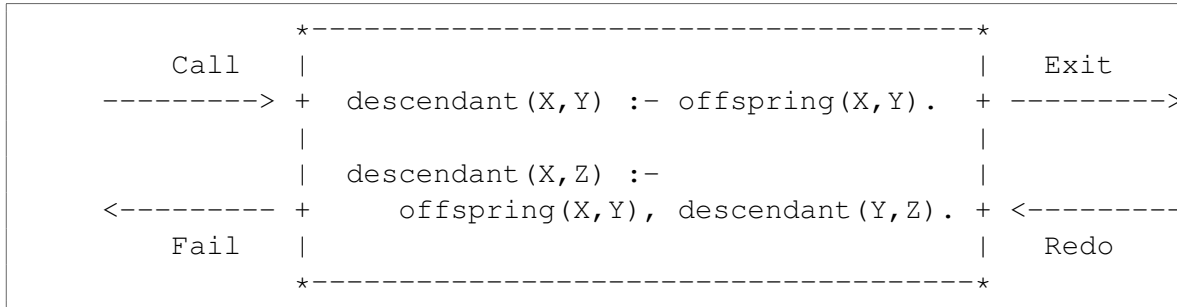 *--------------------------------------*
Call | | Exit
---------> + descendant(X,Y) :- offspring(X,Y). + --------->
| |
| descendant(X,Z) :- |
<--------- + offspring(X,Y), descendant(Y,Z). + <---------
Fail | | Redo
*--------------------------------------*